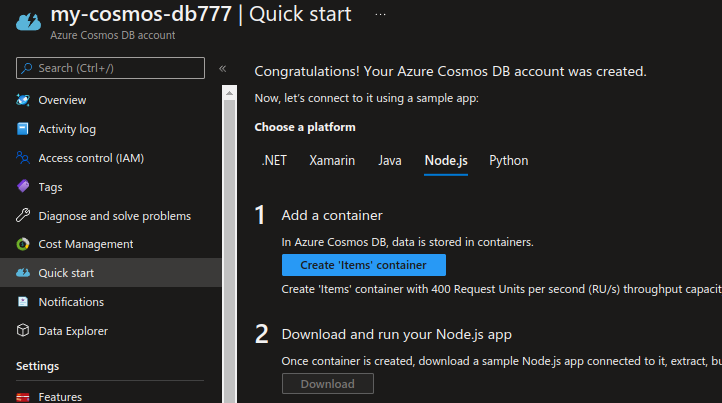 my-cosmos-db777 | Quick start ...
Azure Cosmos DB account
Search (Ctrl+/)
«
Overview
Activity log
Access control (IAM)
Tags
Diagnose and solve problems
Cost Management
Quick start
Notifications
Data Explorer
Settings
Features
Congratulations! Your Azure Cosmos DB account was created.
Now, let's connect to it using a sample app:
Choose a platform
.NET Xamarin Java Node.js Python
1 Add a container
In Azure Cosmos DB, data is stored in containers.
Create 'Items' container
Create 'Items' container with 400 Request Units per second (RU/s) throughput capacit
2 Download and run your Node.js app
Once container is created, download a sample Node.js app connected to it, extract, bu
Download